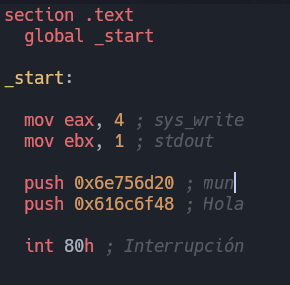 section .text
global _start
_start:
mov eax, 4 ; sys_write
mov ebx, 1 ; stdout
push 0x6e756d20 ; mun
push 0x616c6f48 ; Hola
int 80h ; Interrupción